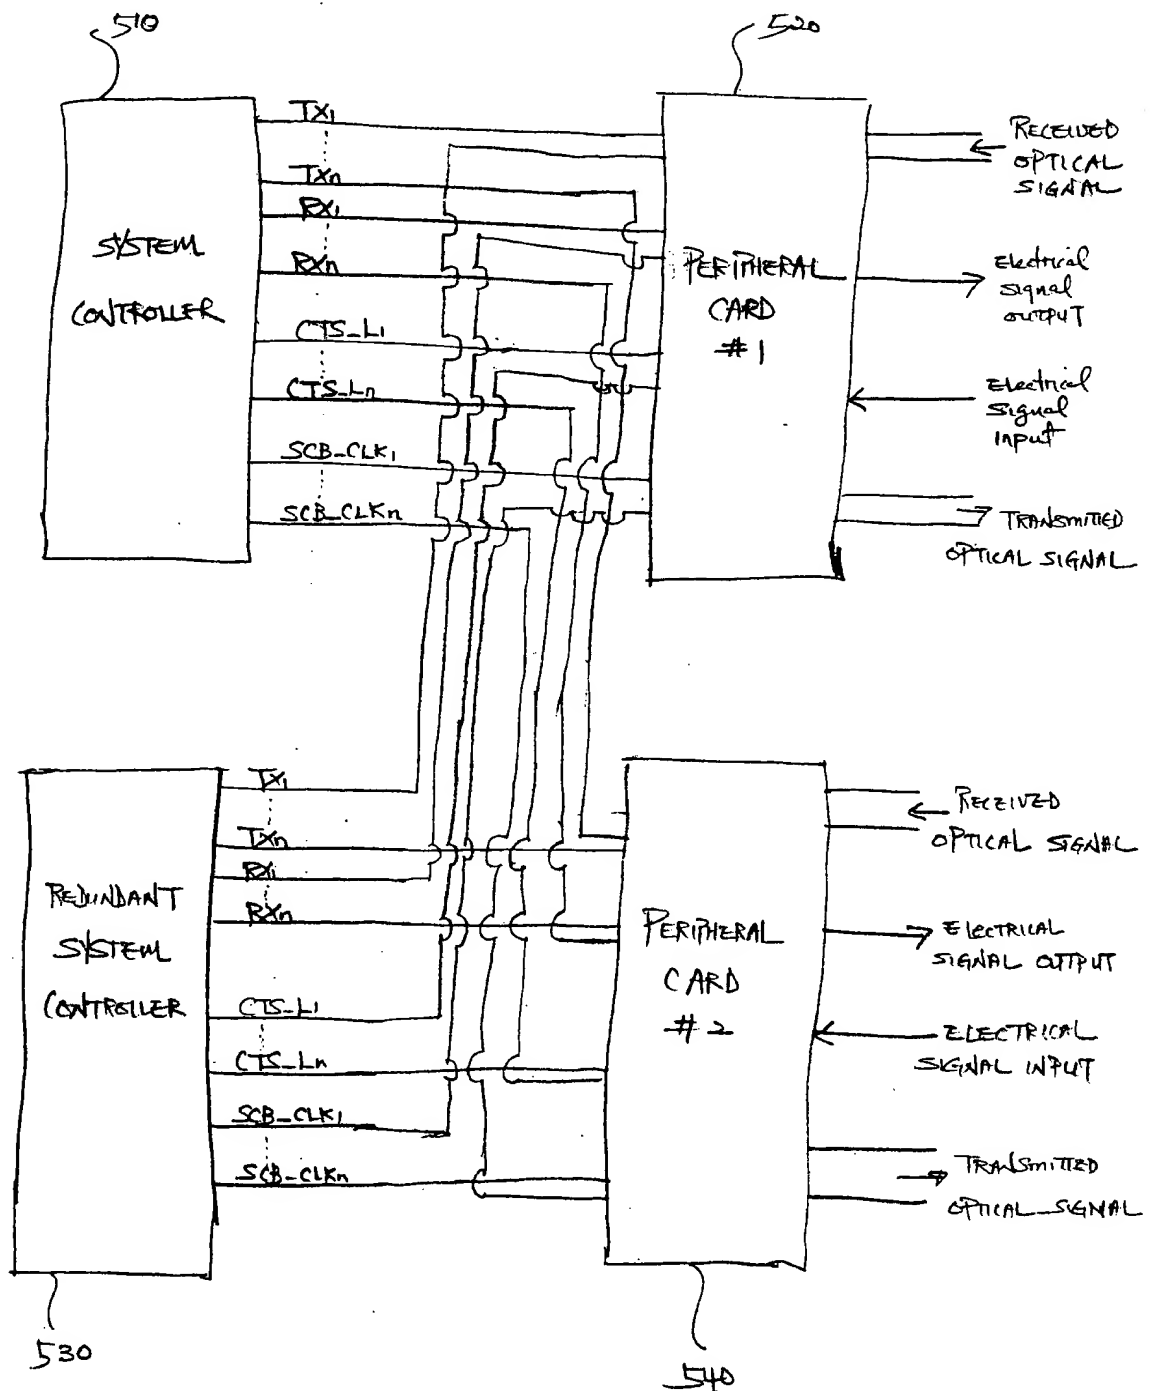 510
520
TX1
TXn
RX1
RXn
CTS_L1
CTS_Ln
SCB_CLK1
SCB_CLKn
SYSTEM
CONTROLLER
PERIPHERAL
CARD
#1
RECEIVED
OPTICAL
SIGNAL
Electrical
signal
OUTPUT
Electrical
Signal
Input
TRANSMITTED
OPTICAL SIGNAL
TX1
TXn
RX1
RXn
CTS_L1
CTS_Ln
SCB_CLK1
SCB_CLKn
REDUNDANT
SYSTEM
CONTROLLER
PERIPHERAL
CARD
#2
RECEIVED
OPTICAL SIGNAL
ELECTRICAL
SIGNAL OUTPUT
ELECTRICAL
SIGNAL INPUT
TRANSMITTED
OPTICAL_SIGNAL
530
540